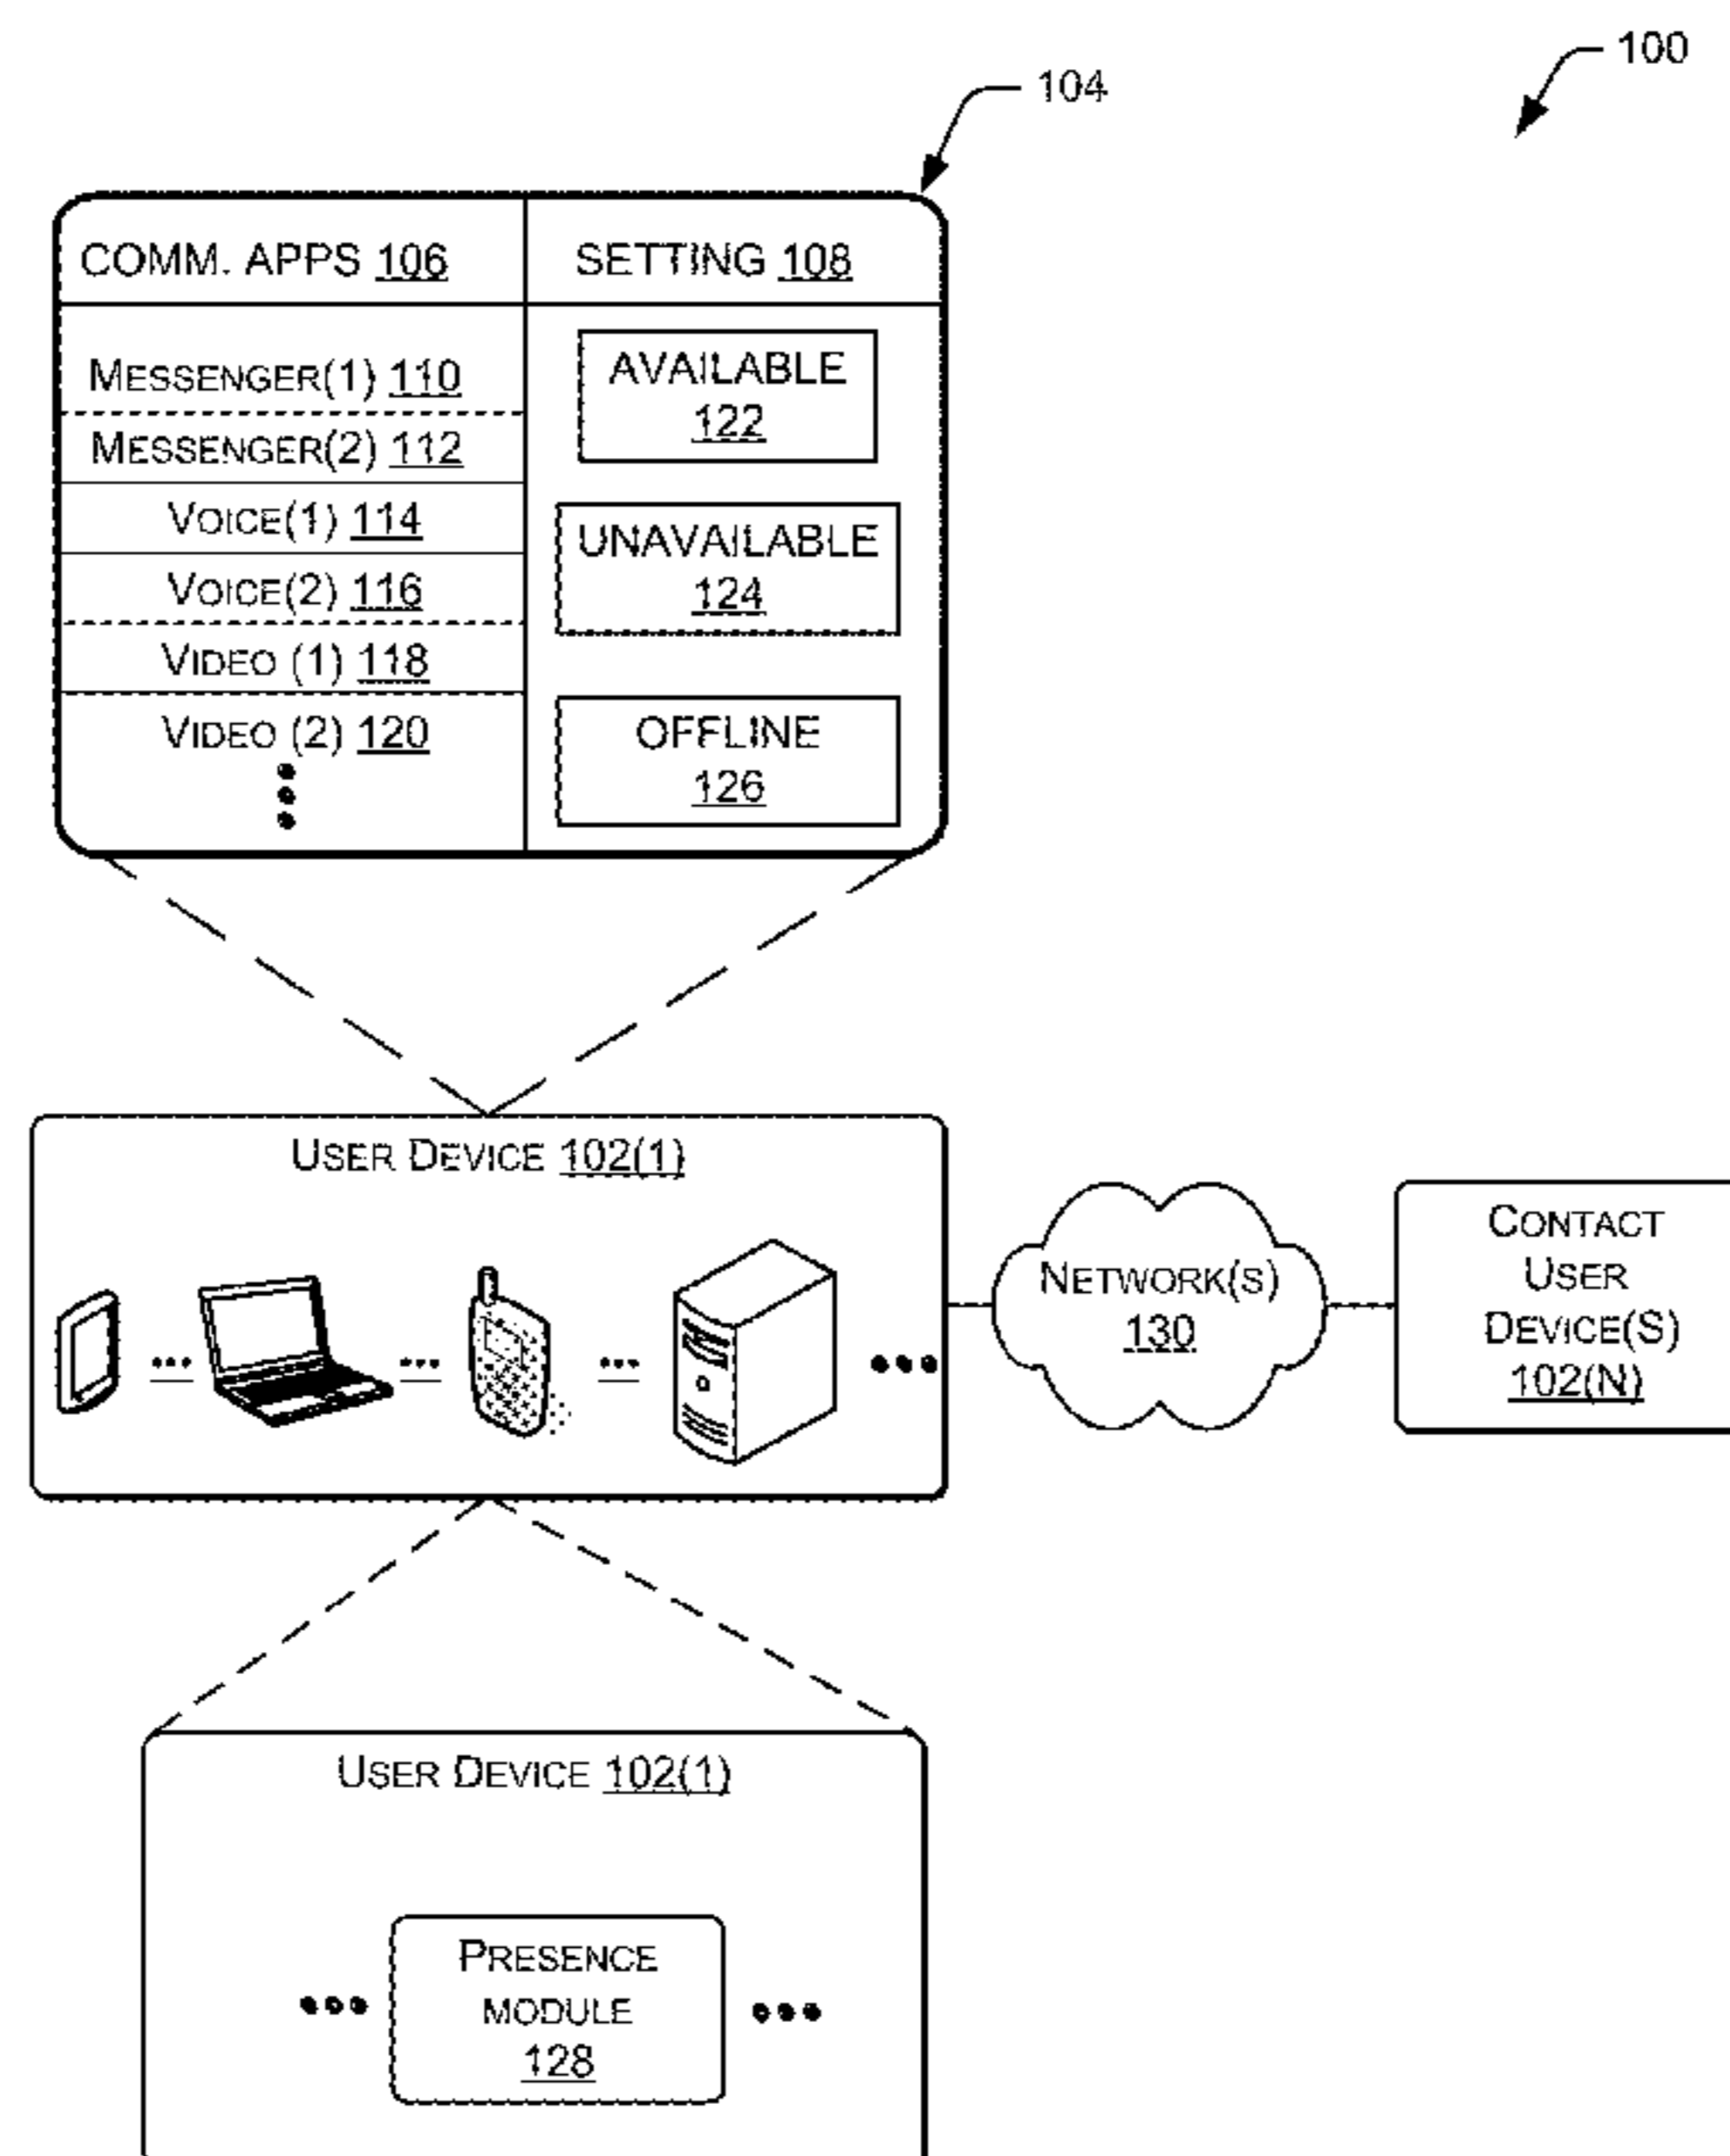 100
104
COMM. APPS 106
SETTING 108
MESSENGER(1) 110
MESSENGER(2) 112
VOICE(1) 114
VOICE(2) 116
VIDEO (1) 118
VIDEO (2) 120
AVAILABLE
122
UNAVAILABLE
124
OFFLINE
126
USER DEVICE 102(1)
NETWORK(S)
130
CONTACT
USER
DEVICE(S)
102(N)
USER DEVICE 102(1)
PRESENCE
MODULE
128